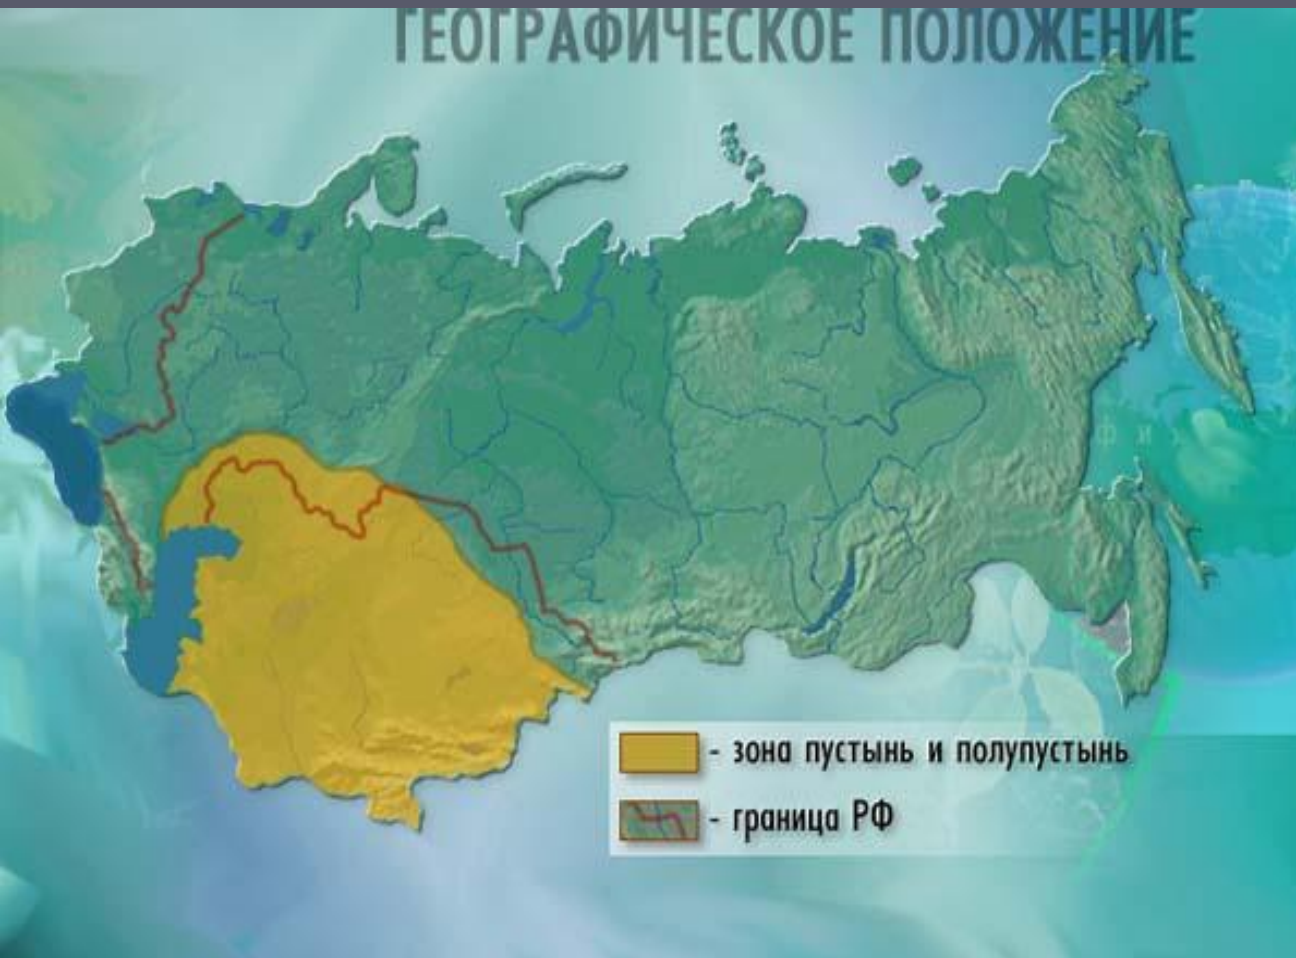 ГЕОГРАФИЧЕСКОЕ ПОЛОЖЕНИЕ
ф и
- зона пустынь и полупустынь
- граница РФ